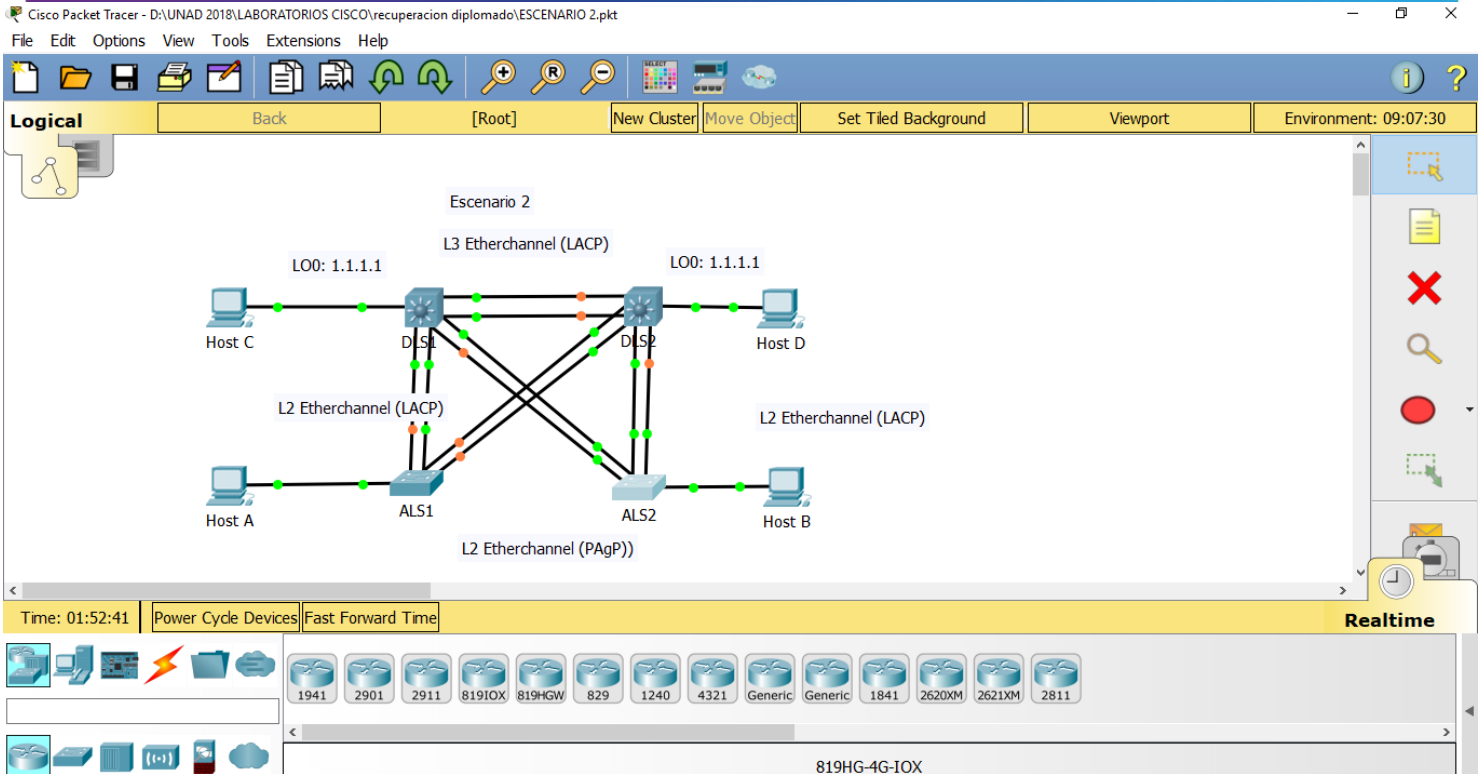 Cisco Packet Tracer - D:\UNAD 2018\LABORATORIOS CISCO\recuperacion diplomado\ESCENARIO 2.pkt
File Edit Options View Tools Extensions Help
SELECT
R
i ?
Logical Back [Root] New Cluster Move Object Set Tiled Background Viewport Environment: 09:07:30
Escenario 2
L3 Etherchannel (LACP)
LO0: 1.1.1.1 LO0: 1.1.1.1
Host C DLS1 DLS2 Host D
L2 Etherchannel (LACP) L2 Etherchannel (LACP)
Host A ALS1 ALS2 Host B
L2 Etherchannel (PAgP))
Time: 01:52:41 Power Cycle Devices Fast Forward Time Realtime
1941 2901 2911 819IOX 819HGW 829 1240 4321 Generic Generic 1841 2620XM 2621XM 2811
819HG-4G-IOX